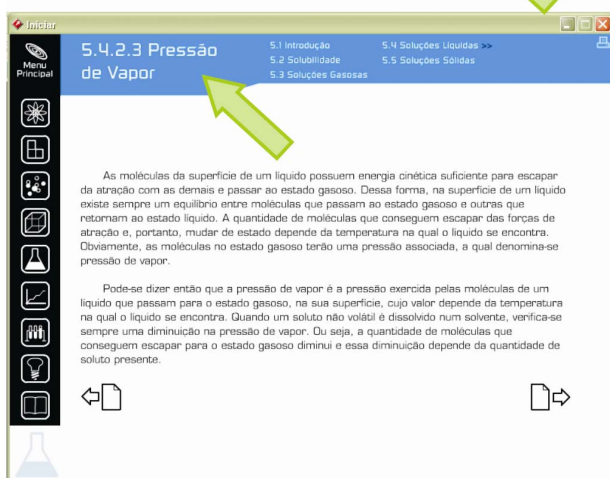 Iniciar
Menu
Principal
5.4.2.3 Pressão
de Vapor
5.1 Introdução
5.2 Solubilidade
5.3 Soluções Gasosas
5.4 Soluções Líquidas >>
5.5 Soluções Sólidas
As moléculas da superfície de um líquido possuem energia cinética suficiente para escapar
da atração com as demais e passar ao estado gasoso. Dessa forma, na superfície de um líquido
existe sempre um equilíbrio entre moléculas que passam ao estado gasoso e outras que
retornam ao estado líquido. A quantidade de moléculas que conseguem escapar das forças de
atração e, portanto, mudar de estado depende da temperatura na qual o líquido se encontra.
Obviamente, as moléculas no estado gasoso terão uma pressão associada, a qual denomina-se
pressão de vapor.
Pode-se dizer então que a pressão de vapor é a pressão exercida pelas moléculas de um
líquido que passam para o estado gasoso, na sua superfície, cujo valor depende da temperatura
na qual o líquido se encontra. Quando um soluto não volátil é dissolvido num solvente, verifica-se
sempre uma diminuição na pressão de vapor. Ou seja, a quantidade de moléculas que
conseguem escapar para o estado gasoso diminui e essa diminuição depende da quantidade de
soluto presente.